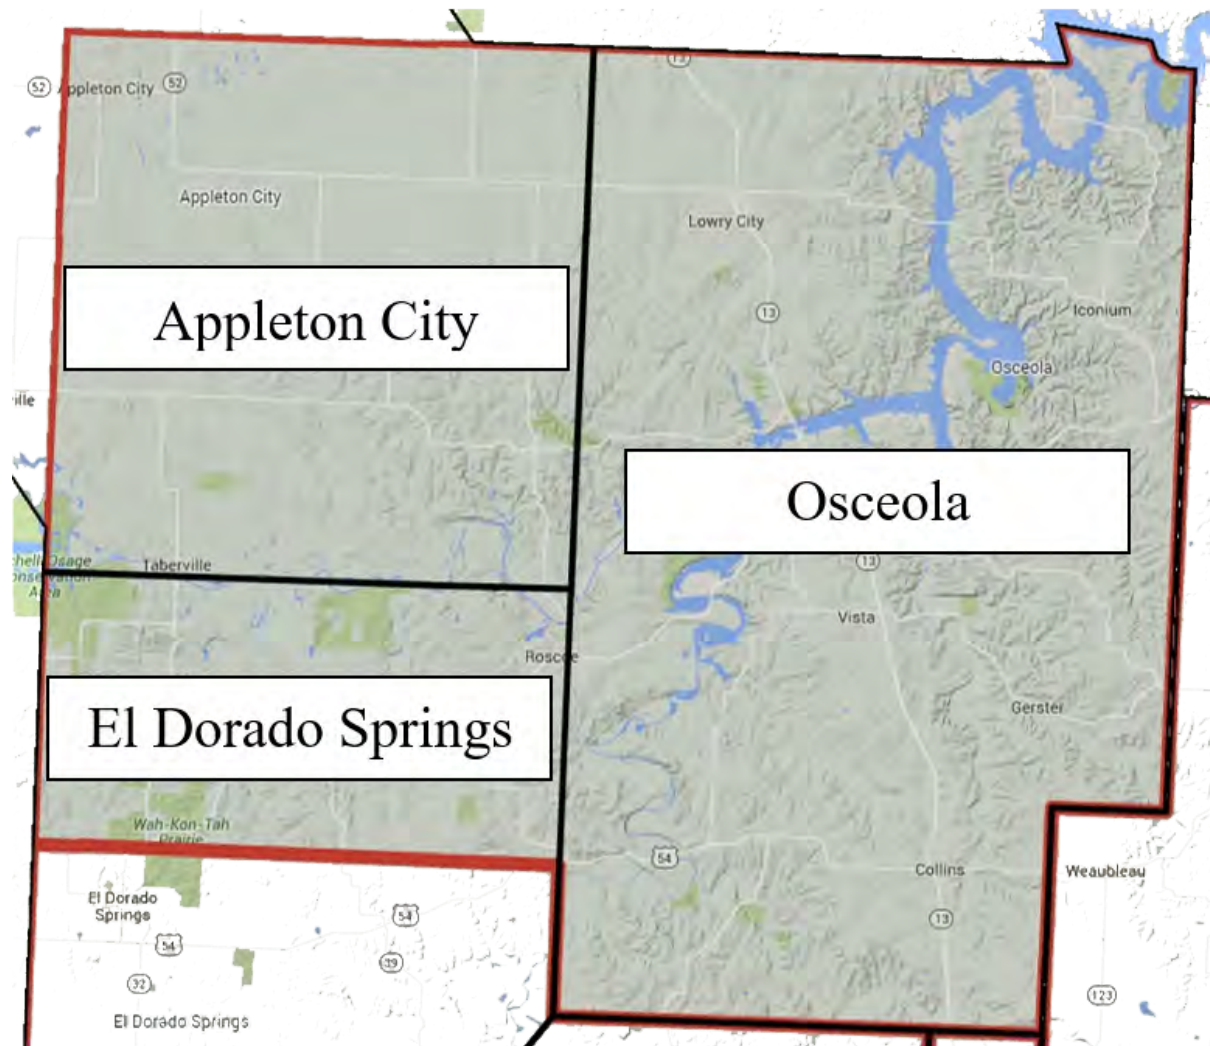 13
52
Appleton City
52
Appleton City
Lowry City
Appleton City
13
Iconium
Osceola
ille
Osceola
Taberville
13
Vista
Roscoe
El Dorado Springs
Gerster
Wah-Kon-Tah
Prairie
54
Collins
Weaubleau
El Dorado
Springs
54
13
54
32
123
El Dorado Springs